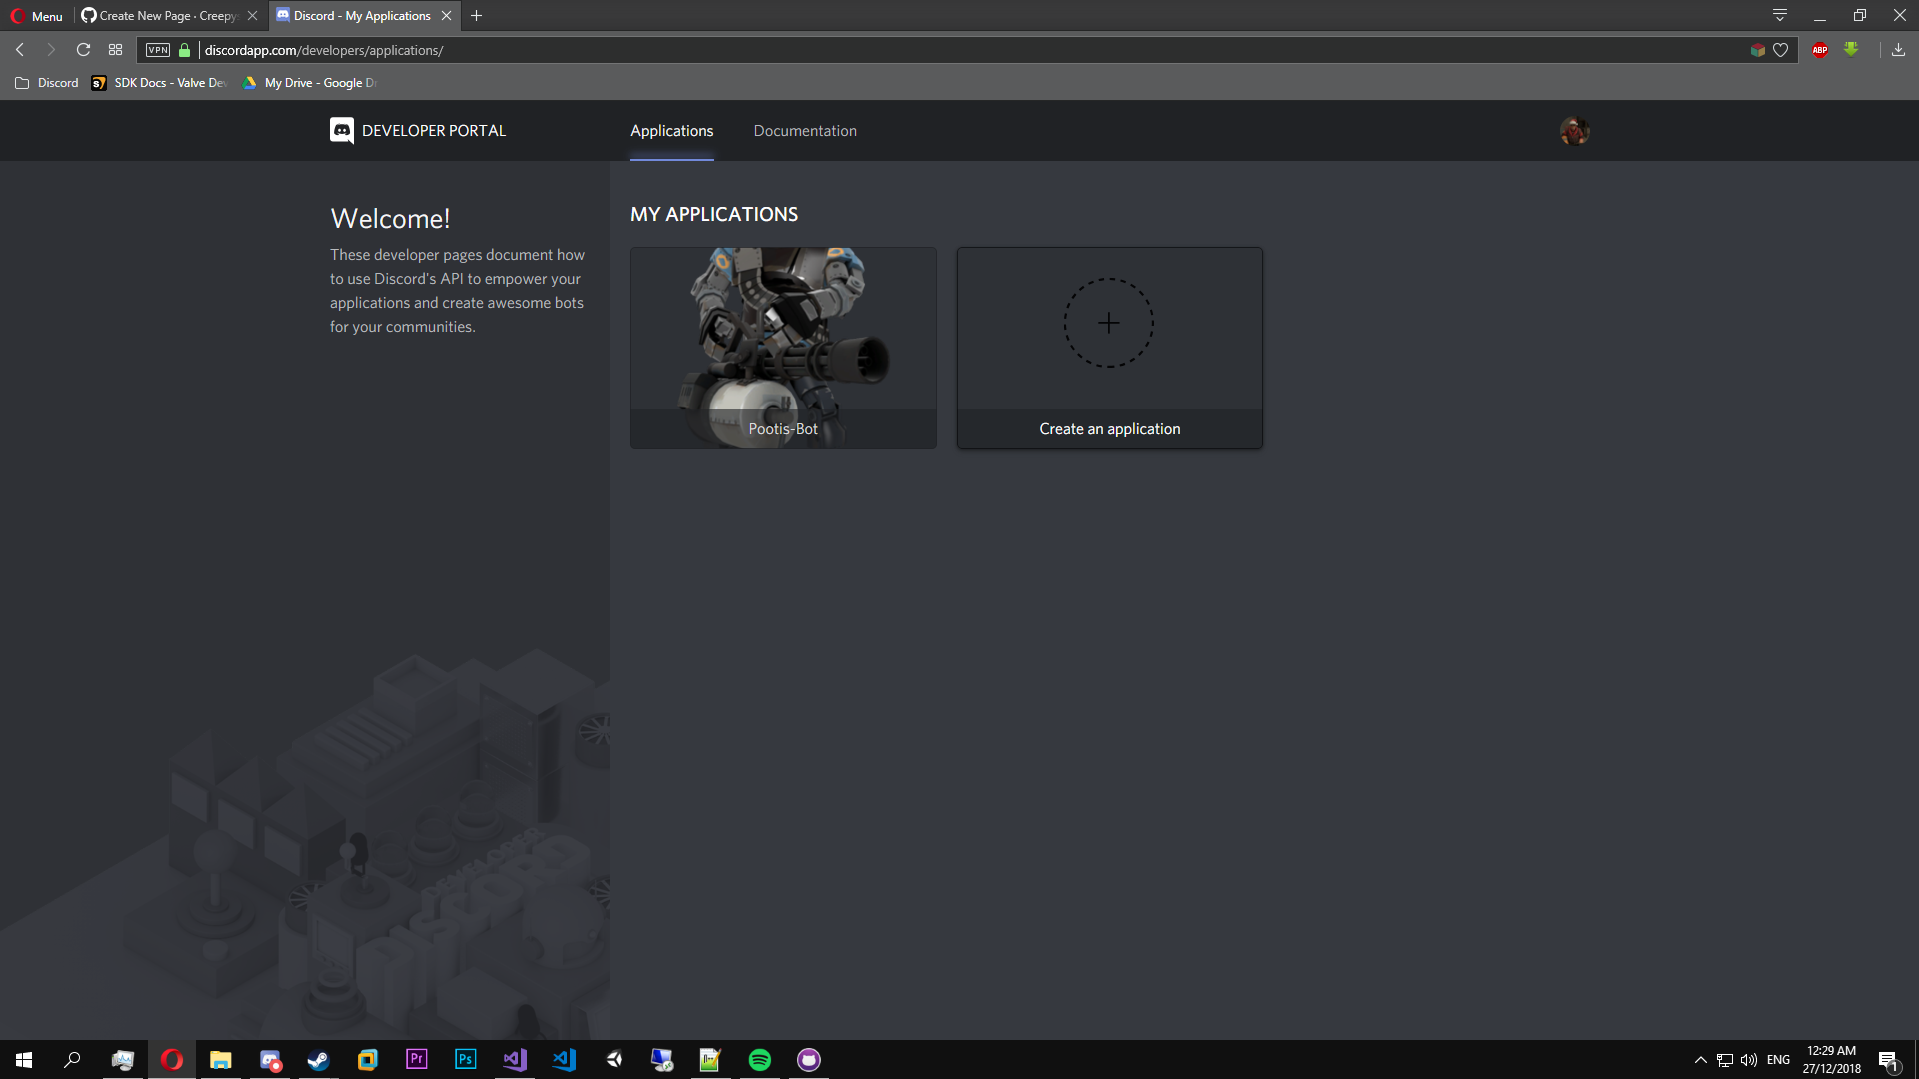 Menu
Create New Page · Creepy
Discord - My Applications
VPN
discordapp.com/developers/applications/
ABP
Discord
SDK Docs - Valve Dev
My Drive - Google Dr
DEVELOPER PORTAL
Applications
Documentation
Welcome!
These developer pages document how
to use Discord's API to empower your
applications and create awesome bots
for your communities.
MY APPLICATIONS
Pootis-Bot
Create an application
DISCORD
Pr
Ps
ENG
12:29 AM
27/12/2018
1